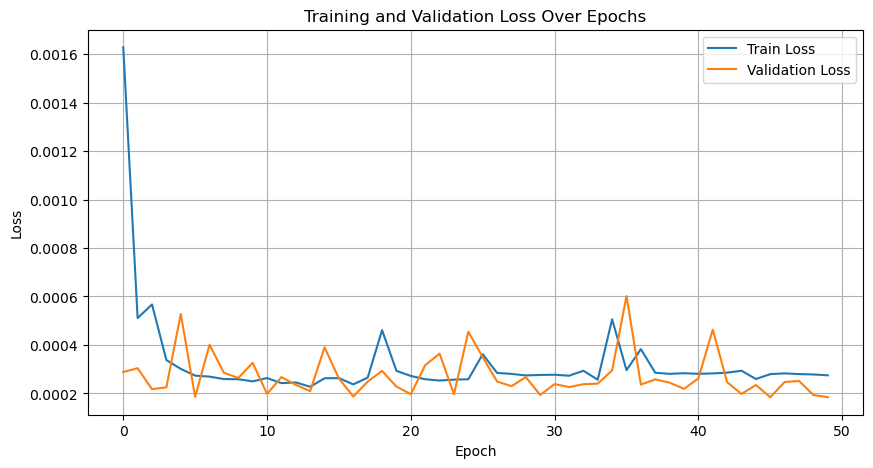 Training and Validation Loss Over Epochs
Train Loss
Validation Loss
Loss
0.0016
0.0014
0.0012
0.0010
0.0008
0.0006
0.0004
0.0002
0
10
20
30
40
50
Epoch